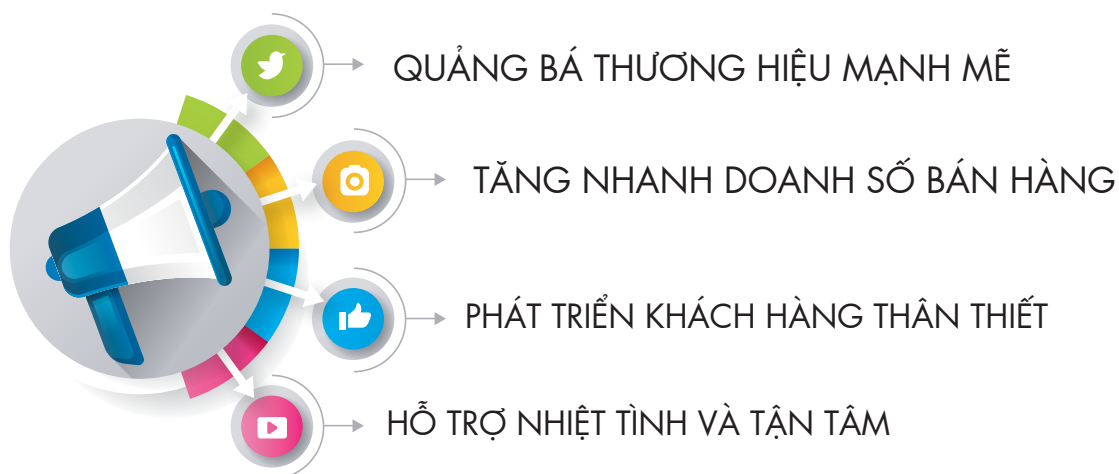 QUẢNG BÁ THƯƠNG HIỆU MẠNH MẼ
TĂNG NHANH DOANH SỐ BÁN HÀNG
PHÁT TRIỂN KHÁCH HÀNG THÂN THIẾT
HỖ TRỢ NHIỆT TÌNH VÀ TẬN TÂM